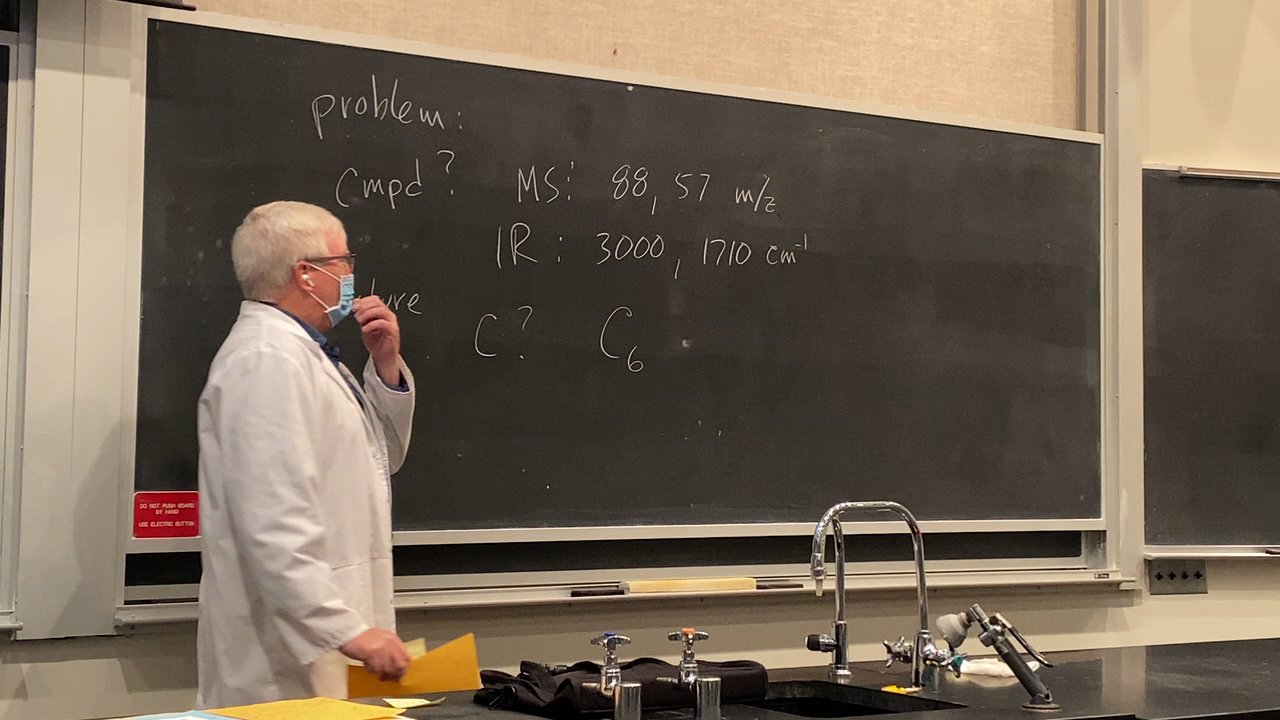 problem:
Cmpd? MS: 88, 57 m/z
IR: 3000, 1710 cm⁻¹
C? C₆
DO NOT PUSH BOARD
BY HAND
USE ELECTRIC BUTTON